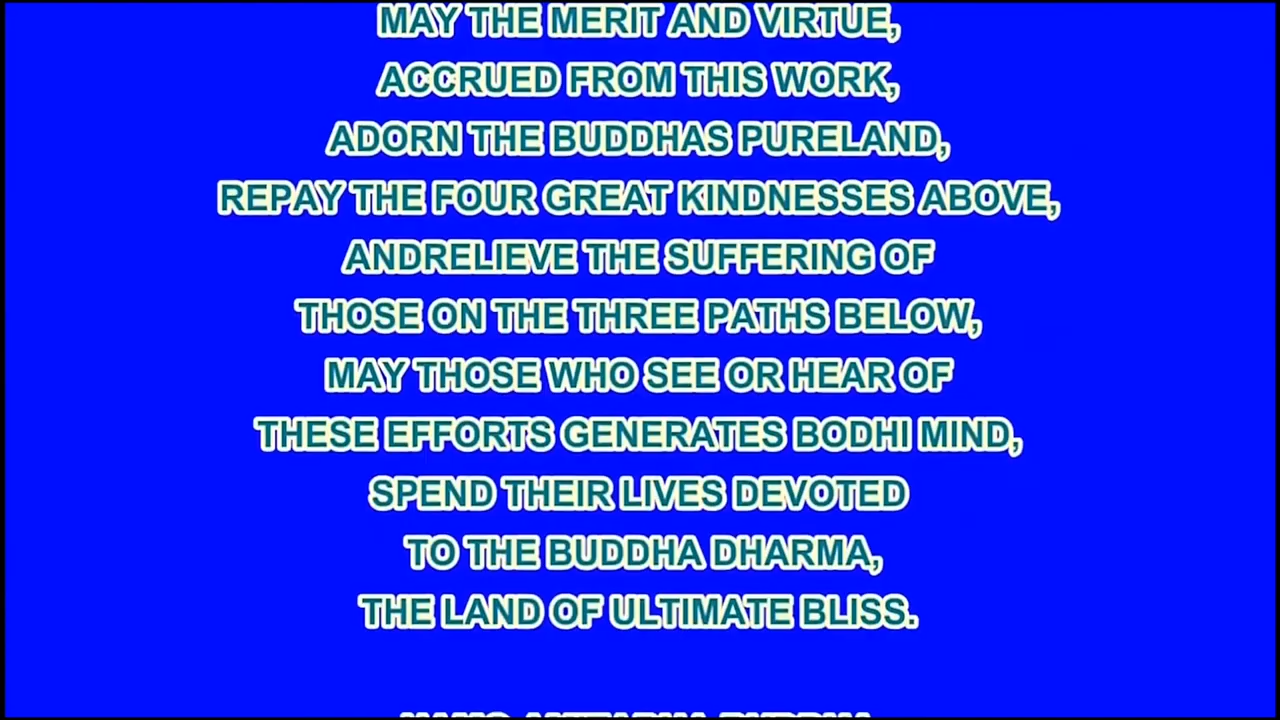 MAY THE MERIT AND VIRTUE,
ACCRUED FROM THIS WORK,
ADORN THE BUDDHAS PURELAND,
REPAY THE FOUR GREAT KINDNESSES ABOVE,
ANDRELIEVE THE SUFFERING OF
THOSE ON THE THREE PATHS BELOW,
MAY THOSE WHO SEE OR HEAR OF
THESE EFFORTS GENERATES BODHI MIND,
SPEND THEIR LIVES DEVOTED
TO THE BUDDHA DHARMA,
THE LAND OF ULTIMATE BLISS.